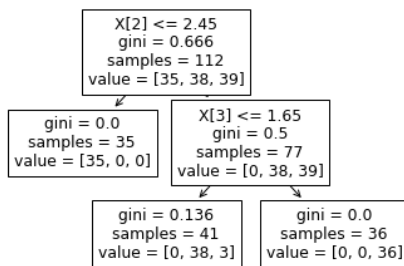 X[2] <= 2.45
gini = 0.666
samples = 112
value = [35, 38, 39]
gini = 0.0
samples = 35
value = [35, 0, 0]
X[3] <= 1.65
gini = 0.5
samples = 77
value = [0, 38, 39]
gini = 0.136
samples = 41
value = [0, 38, 3]
gini = 0.0
samples = 36
value = [0, 0, 36]